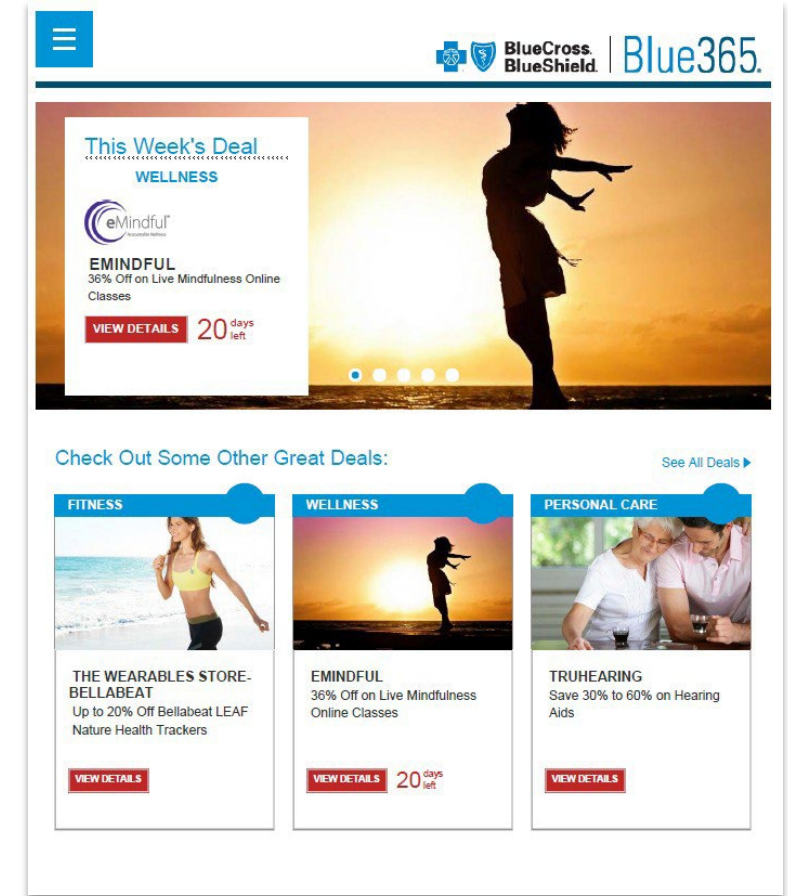 BlueCross
BlueShield.
Blue365.
This Week's Deal
WELLNESS
eMindful
EMINDFUL
36% Off on Live Mindfulness Online
Classes
VIEW DETAILS
20 days left
Check Out Some Other Great Deals:
See All Deals
FITNESS
THE WEARABLES STORE-
BELLABEAT
Up to 20% Off Bellabeat LEAF
Nature Health Trackers
VIEW DETAILS
WELLNESS
EMINDFUL
36% Off on Live Mindfulness
Online Classes
VIEW DETAILS
20 days left
PERSONAL CARE
TRUHEARING
Save 30% to 60% on Hearing
Aids
VIEW DETAILS